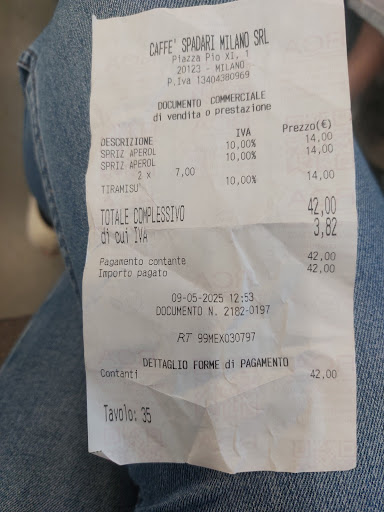 CAFFE' SPADARI MILANO SRL
Piazza Pio XI, 1
20123 - MILANO
P.Iva 13404380969
DOCUMENTO COMMERCIALE
di vendita o prestazione
DESCRIZIONE IVA Prezzo(€)
SPRIZ APEROL 10,00% 14,00
SPRIZ APEROL 10,00% 14,00
2 x 7,00
TIRAMISU' 10,00% 14,00
TOTALE COMPLESSIVO 42,00
di cui IVA 3,82
Pagamento contante 42,00
Importo pagato 42,00
09-05-2025 12:53
DOCUMENTO N. 2182-0197
RT 99MEX030797
DETTAGLIO FORME di PAGAMENTO
Contanti 42,00
Tavolo: 35